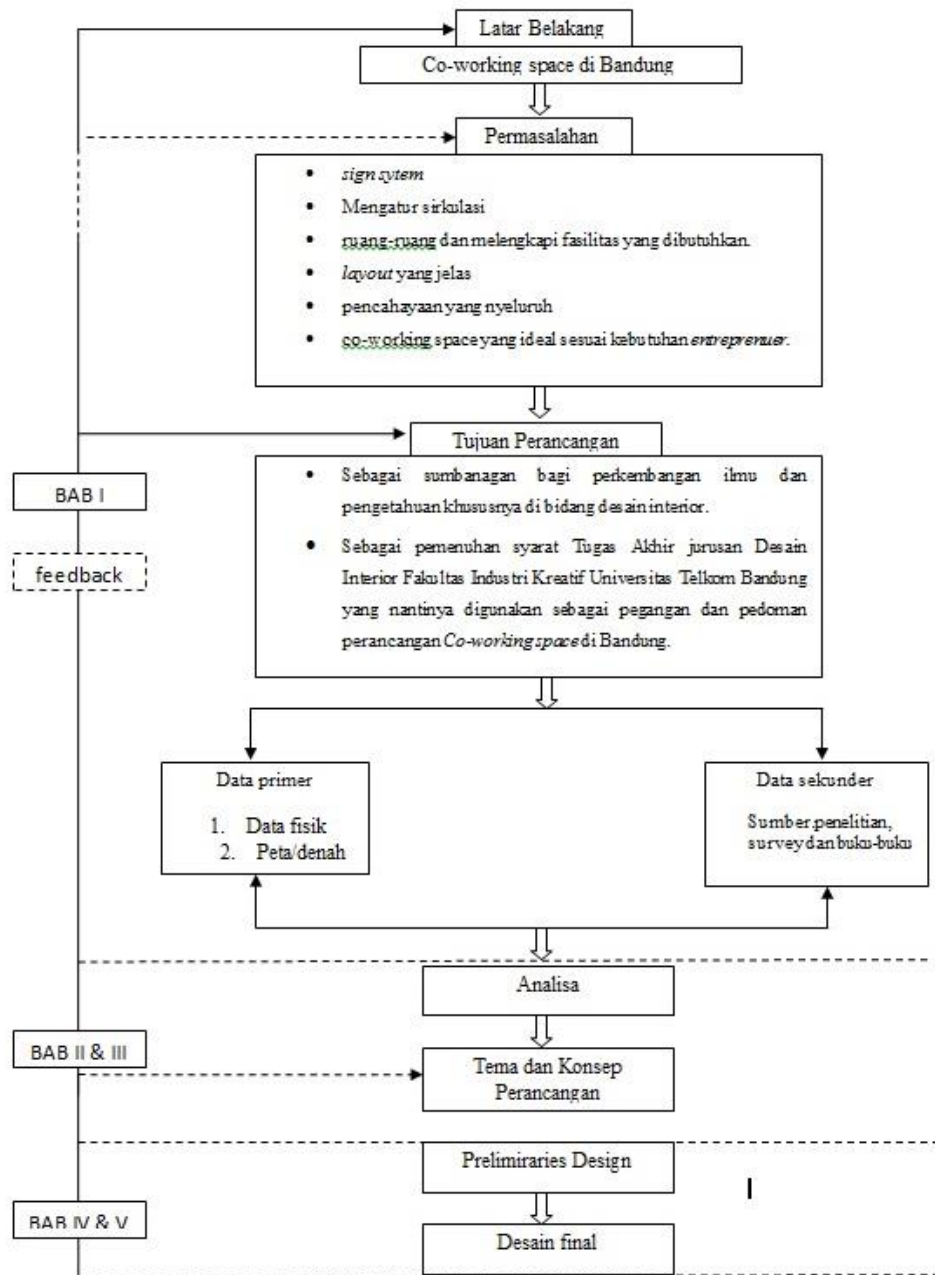 Latar Belakang
Co-working space di Bandung
Permasalahan
• sign sytem
• Mengatur sirkulasi
• ruang-ruang dan melengkapi fasilitas yang dibutuhkan.
• layout yang jelas
• pencahayaan yang nyeluruh
• co-working space yang ideal sesuai kebutuhan entreprenuer.
Tujuan Perancangan
• Sebagai sumbanagan bagi perkembangan ilmu dan
pengetahuan khususnya di bidang desain interior.
• Sebagai pemenuhan syarat Tugas Akhir jurusan Desain
Interior Fakultas Industri Kreatif Universitas Telkom Bandung
yang nantinya digunakan sebagai pegangan dan pedoman
perancangan Co-working space di Bandung.
BAB I
feedback
Data primer
1. Data fisik
2. Peta/denah
Data sekunder
Sumber penelitian,
survey dan buku-buku
Analisa
BAB II & III
Tema dan Konsep
Perancangan
Prelimiraries Design
BAB IV & V
Desain final